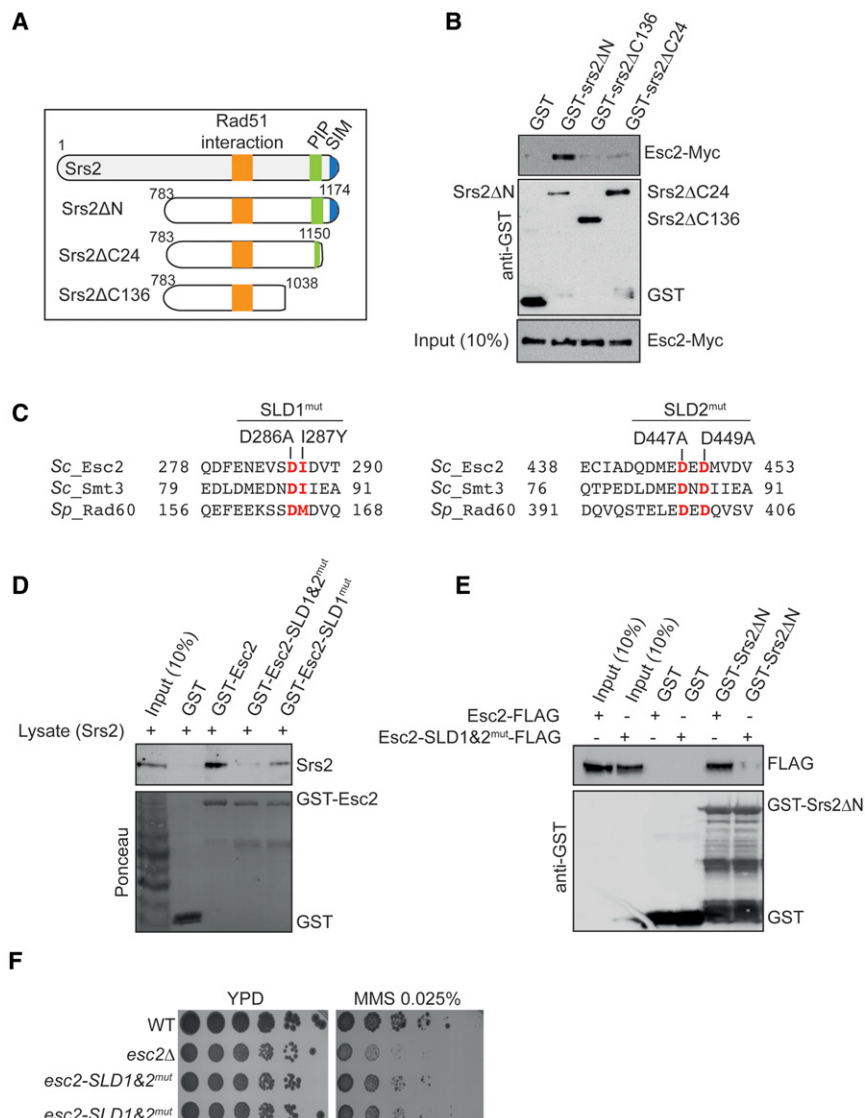 A
1
Rad51
interaction
PIP
SIM
Srs2
783
1174
Srs2ΔN
783
1150
Srs2ΔC24
783
1038
Srs2ΔC136
B
GST
GST-srs2ΔN
GST-srs2ΔC136
GST-srs2ΔC24
Esc2-Myc
Srs2ΔN
Srs2ΔC24
Srs2ΔC136
anti-GST
GST
Input (10%)
Esc2-Myc
C
SLD1mut
D286A I287Y
Sc_Esc2 278 QDFENEVSDIDVT 290
Sc_Smt3 79 EDLDMEDNDIIEA 91
Sp_Rad60 156 QEFEEKSSDMDVQ 168
SLD2mut
D447A D449A
Sc_Esc2 438 ECIADQDMEDEDMVDV 453
Sc_Smt3 76 QTPEDLDMEDNDIIEA 91
Sp_Rad60 391 DQVQSTELEDEDQVSV 406
D
Input (10%)
GST
GST-Esc2
GST-Esc2-SLD1&2mut
GST-Esc2-SLD1mut
Lysate (Srs2) + + + + +
Srs2
GST-Esc2
Ponceau
GST
E
Input (10%)
Input (10%)
GST
GST
GST-Srs2ΔN
GST-Srs2ΔN
Esc2-FLAG + - + - + -
Esc2-SLD1&2mut-FLAG - + - + - +
FLAG
GST-Srs2ΔN
anti-GST
GST
F
YPD
MMS 0.025%
WT
esc2Δ
esc2-SLD1&2mut
esc2-SLD1&2mut